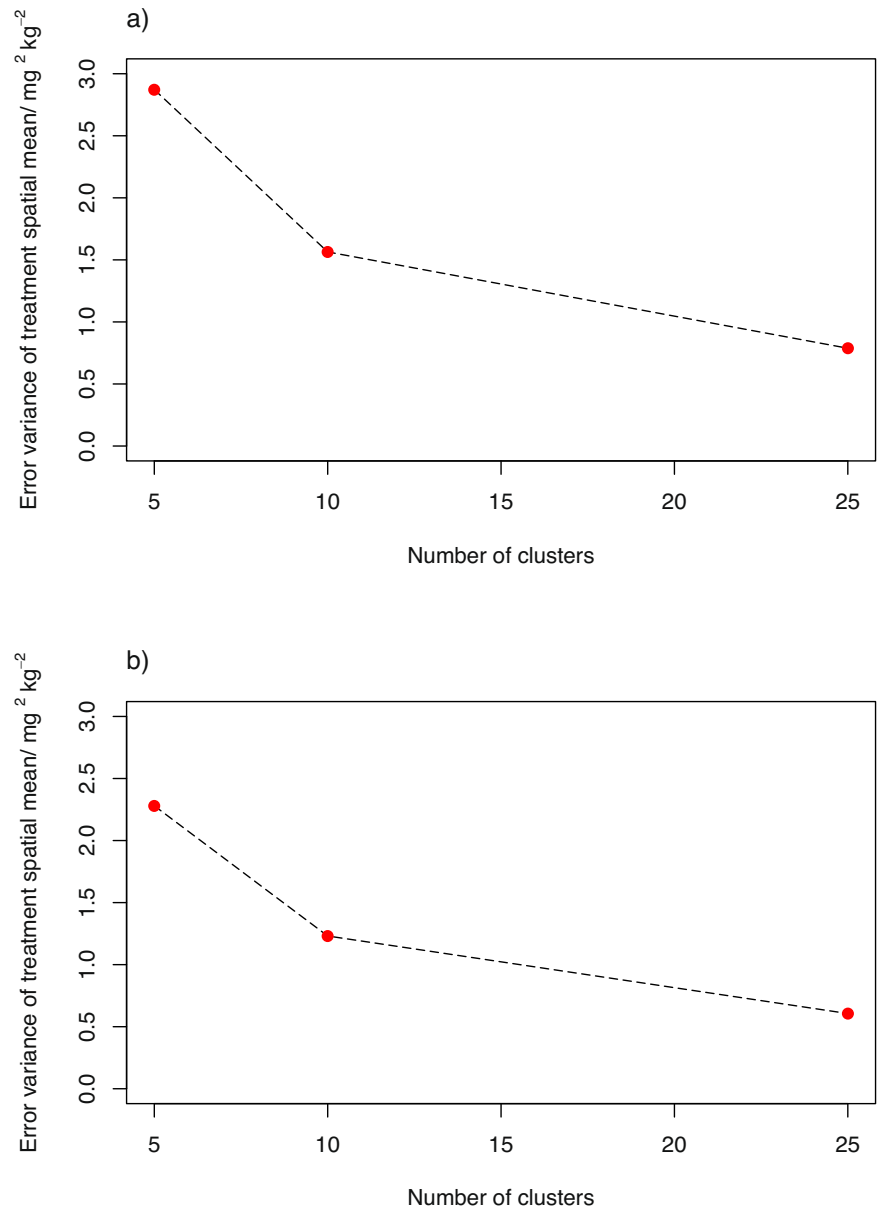 a)
Error variance of treatment spatial mean/ mg ² kg⁻²
3.0
2.5
2.0
1.5
1.0
0.5
0.0
5 10 15 20 25
Number of clusters
b)
Error variance of treatment spatial mean/ mg ² kg⁻²
3.0
2.5
2.0
1.5
1.0
0.5
0.0
5 10 15 20 25
Number of clusters